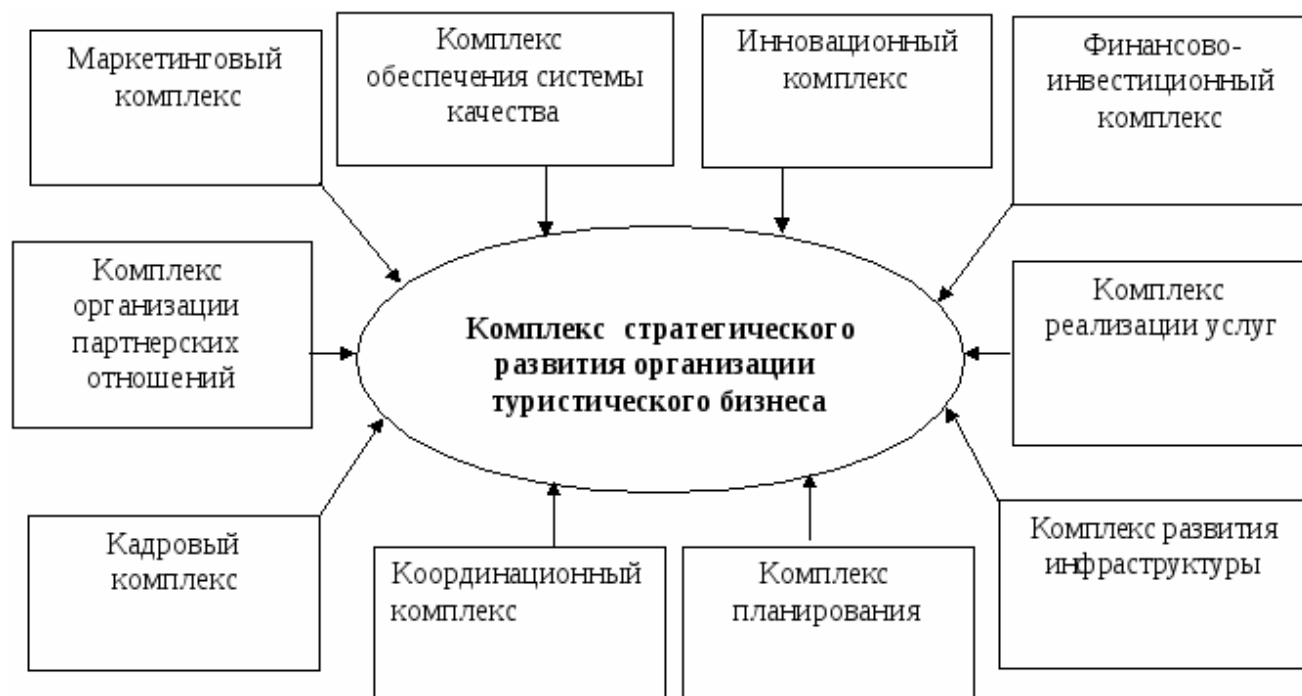 Маркетинговый
комплекс
Комплекс
обеспечения системы
качества
Инновационный
комплекс
Финансово-
инвестиционный
комплекс
Комплекс
организации
партнерских
отношений
Комплекс стратегического
развития организации
туристического бизнеса
Комплекс
реализации услуг
Кадровый
комплекс
Координационный
комплекс
Комплекс
планирования
Комплекс развития
инфраструктуры